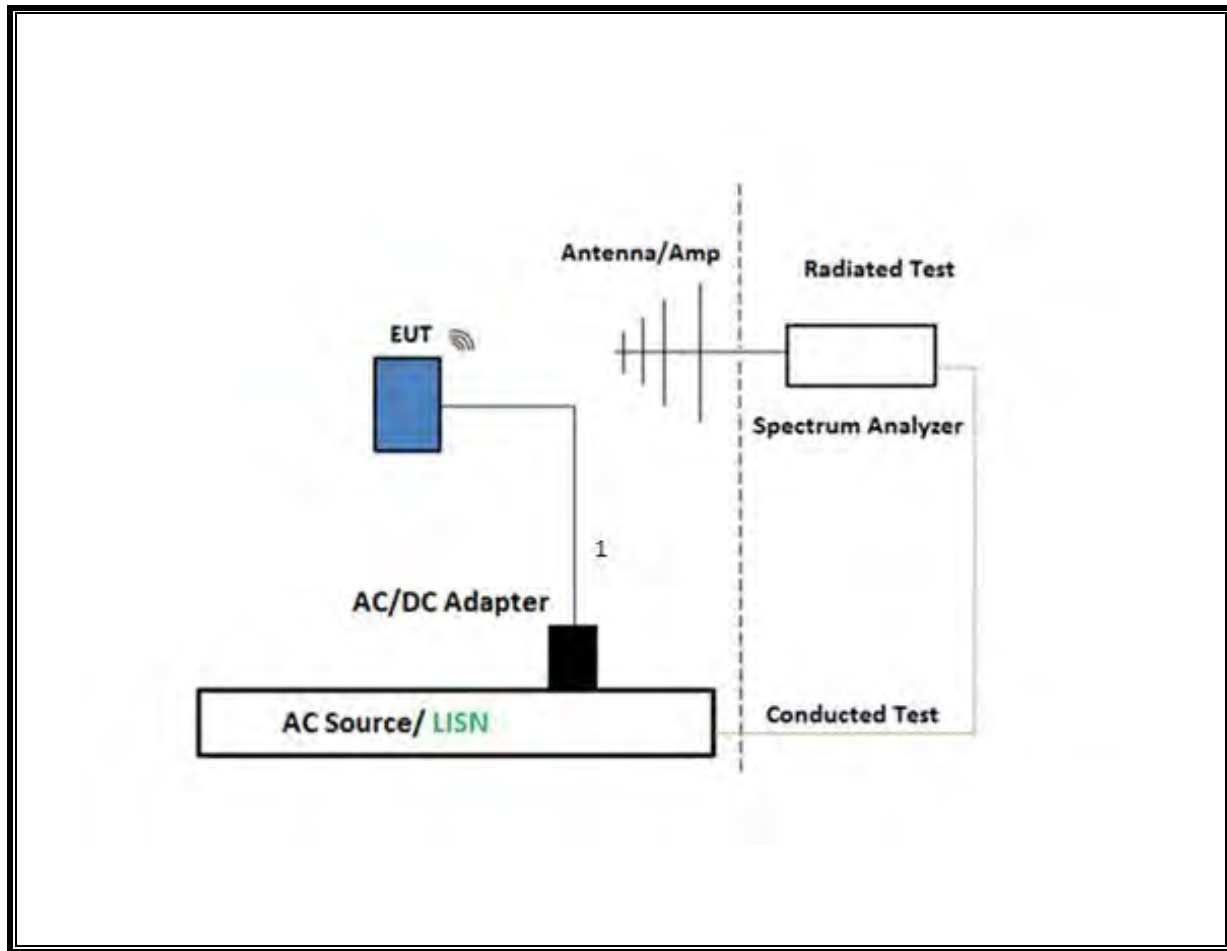 Antenna/Amp
Radiated Test
EUT
Spectrum Analyzer
1
AC/DC Adapter
AC Source/ LISN
Conducted Test